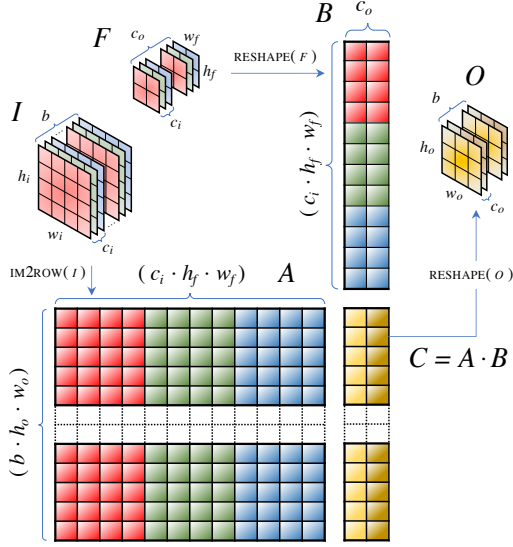 F
c_o
w_f
h_f
c_i
RESHAPE(F)
B
c_o
(c_i · h_f · w_f)
O
b
h_o
w_o
c_o
I
b
h_i
w_i
c_i
IM2ROW(I)
(c_i · h_f · w_f)
A
RESHAPE(O)
C = A · B
(b · h_o · w_o)